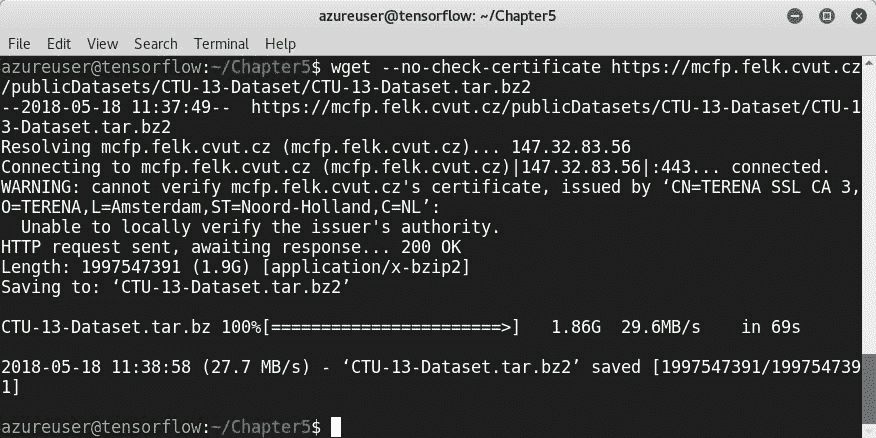 azureuser@tensorflow: ~/Chapter5
File Edit View Search Terminal Help
azureuser@tensorflow:~/Chapter5$ wget --no-check-certificate https://mcfp.felk.cvut.cz
/publicDatasets/CTU-13-Dataset/CTU-13-Dataset.tar.bz2
--2018-05-18 11:37:49--  https://mcfp.felk.cvut.cz/publicDatasets/CTU-13-Dataset/CTU-1
3-Dataset.tar.bz2
Resolving mcfp.felk.cvut.cz (mcfp.felk.cvut.cz)... 147.32.83.56
Connecting to mcfp.felk.cvut.cz (mcfp.felk.cvut.cz)|147.32.83.56|:443... connected.
WARNING: cannot verify mcfp.felk.cvut.cz's certificate, issued by ‘CN=TERENA SSL CA 3,
O=TERENA,L=Amsterdam,ST=Noord-Holland,C=NL’:
  Unable to locally verify the issuer's authority.
HTTP request sent, awaiting response... 200 OK
Length: 1997547391 (1.9G) [application/x-bzip2]
Saving to: ‘CTU-13-Dataset.tar.bz2’
CTU-13-Dataset.tar.bz 100%[=======================>]   1.86G  29.6MB/s    in 69s
2018-05-18 11:38:58 (27.7 MB/s) - ‘CTU-13-Dataset.tar.bz2’ saved [1997547391/199754739
1]
azureuser@tensorflow:~/Chapter5$